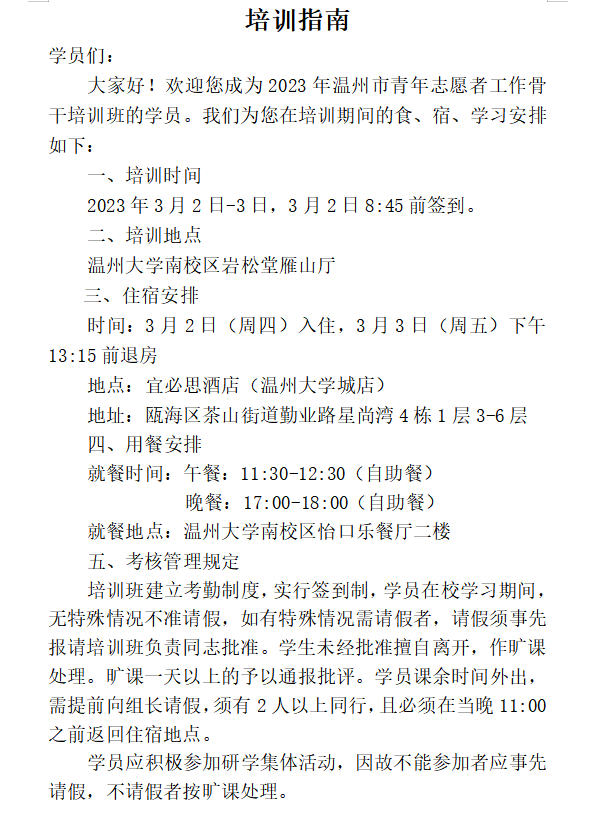 培训指南
学员们：
大家好！欢迎您成为 2023 年温州市青年志愿者工作骨
干培训班的学员。我们为您在培训期间的食、宿、学习安排
如下：
一、培训时间
2023 年 3 月 2 日-3 日，3 月 2 日 8:45 前签到。
二、培训地点
温州大学南校区岩松堂雁山厅
三、住宿安排
时间：3 月 2 日（周四）入住，3 月 3 日（周五）下午
13:15 前退房
地点：宜必思酒店（温州大学城店）
地址：瓯海区茶山街道勤业路星尚湾 4 栋 1 层 3-6 层
四、用餐安排
就餐时间：午餐：11:30-12:30（自助餐）
晚餐：17:00-18:00（自助餐）
就餐地点：温州大学南校区怡口乐餐厅二楼
五、考核管理规定
培训班建立考勤制度，实行签到制，学员在校学习期间，
无特殊情况不准请假，如有特殊情况需请假者，请假须事先
报请培训班负责同志批准。学生未经批准擅自离开，作旷课
处理。旷课一天以上的予以通报批评。学员课余时间外出，
需提前向组长请假，须有 2 人以上同行，且必须在当晚 11:00
之前返回住宿地点。
学员应积极参加研学集体活动，因故不能参加者应事先
请假，不请假者按旷课处理。